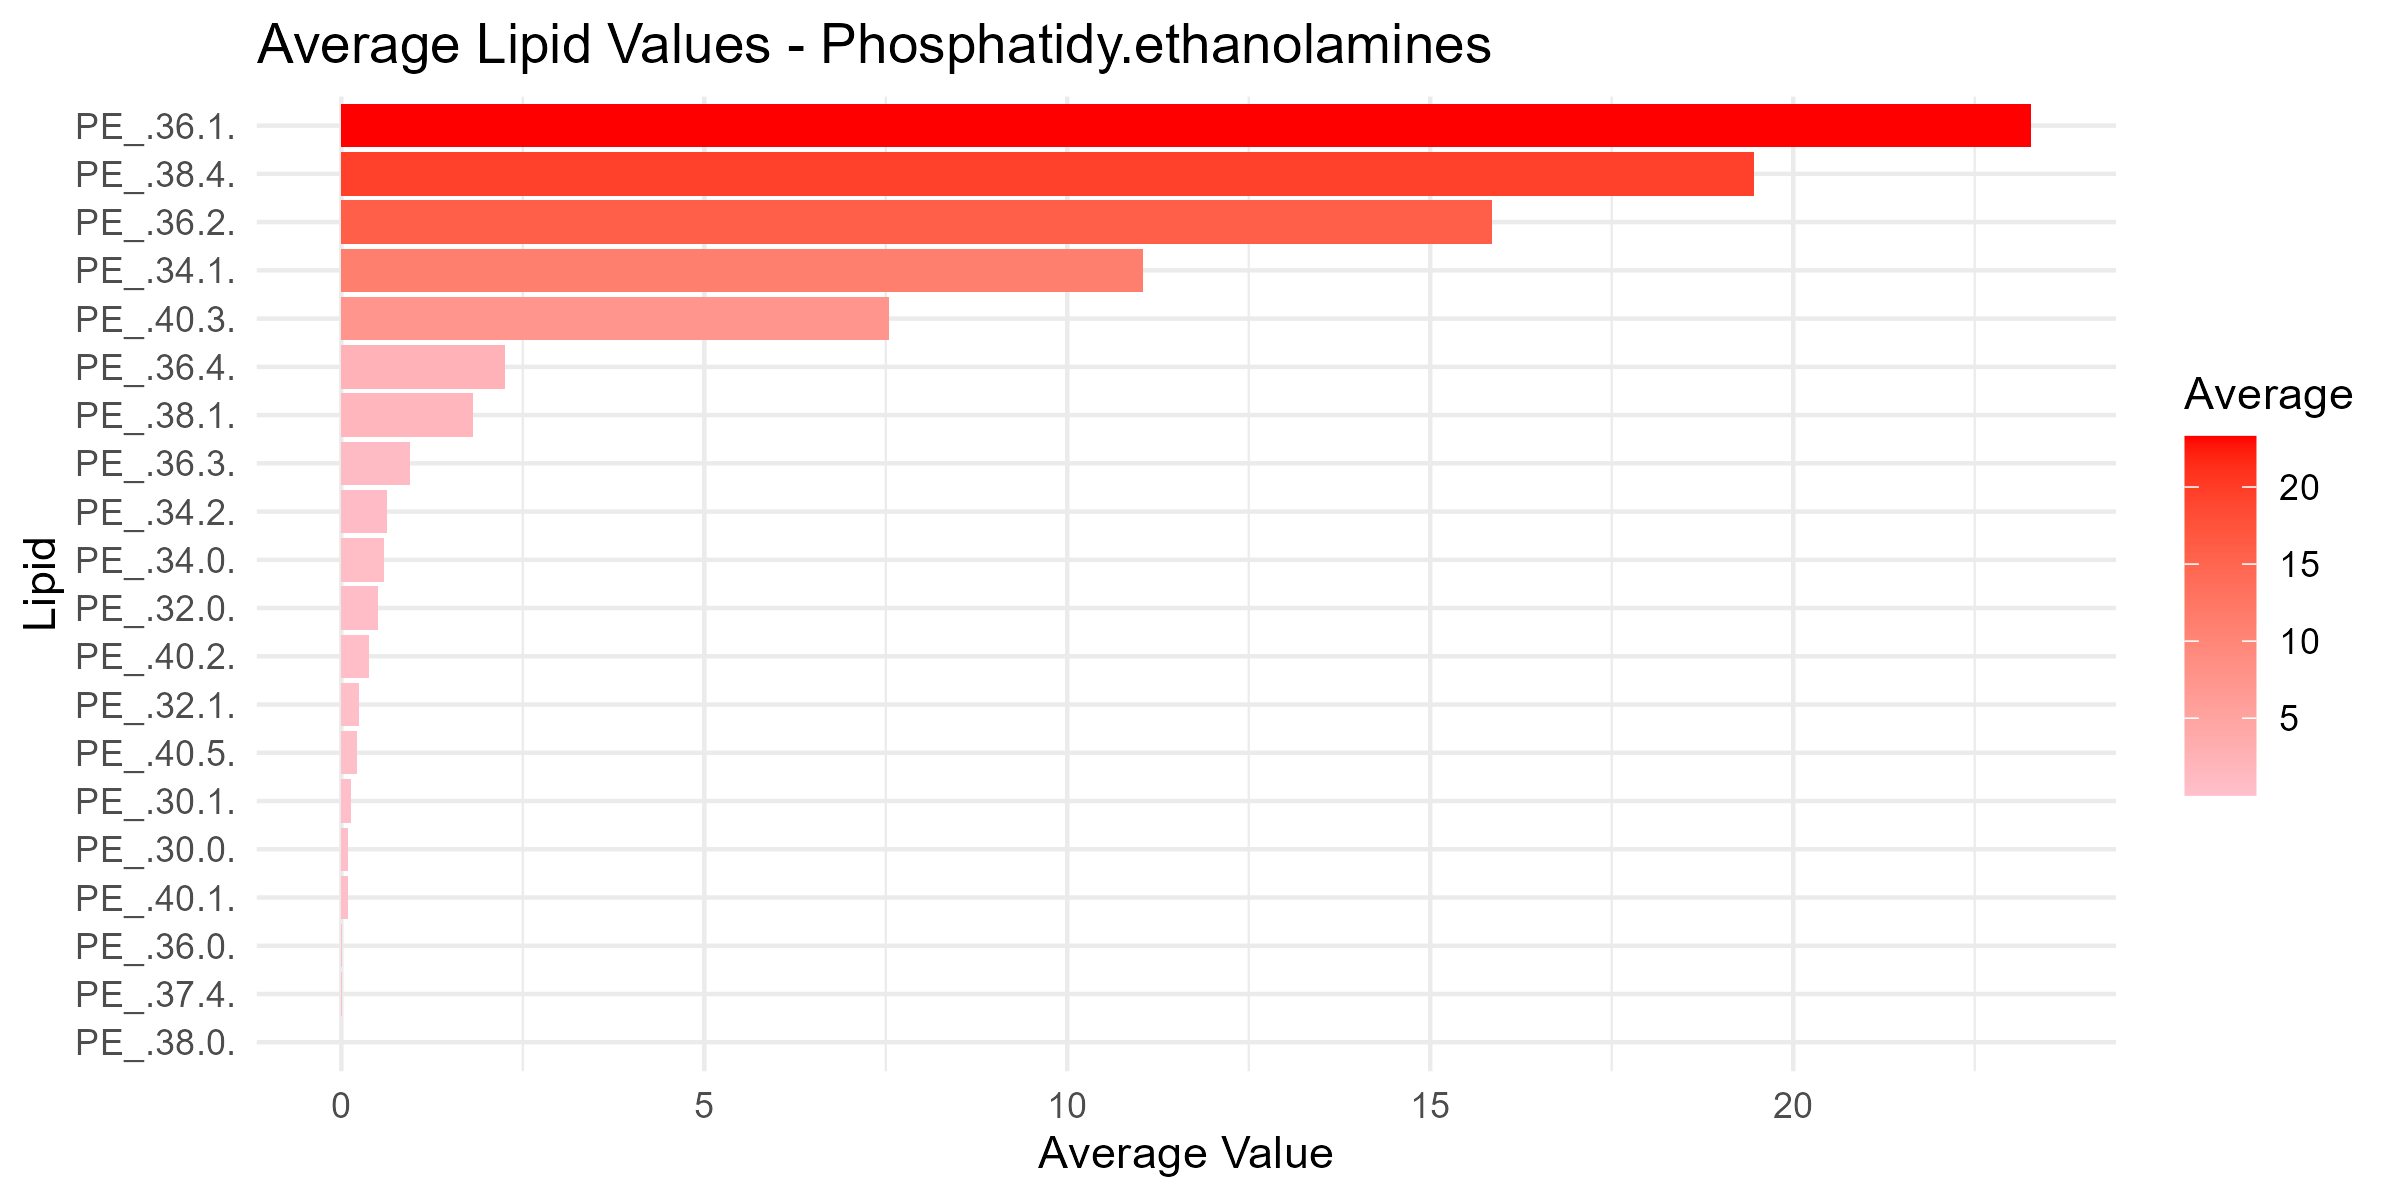 Average Lipid Values - Phosphatidy.ethanolamines
PE_.36.1.
PE_.38.4.
PE_.36.2.
PE_.34.1.
PE_.40.3.
PE_.36.4.
PE_.38.1.
PE_.36.3.
PE_.34.2.
PE_.34.0.
PE_.32.0.
PE_.40.2.
PE_.32.1.
PE_.40.5.
PE_.30.1.
PE_.30.0.
PE_.40.1.
PE_.36.0.
PE_.37.4.
PE_.38.0.
Lipid
0 5 10 15 20
Average Value
Average
20
15
10
5